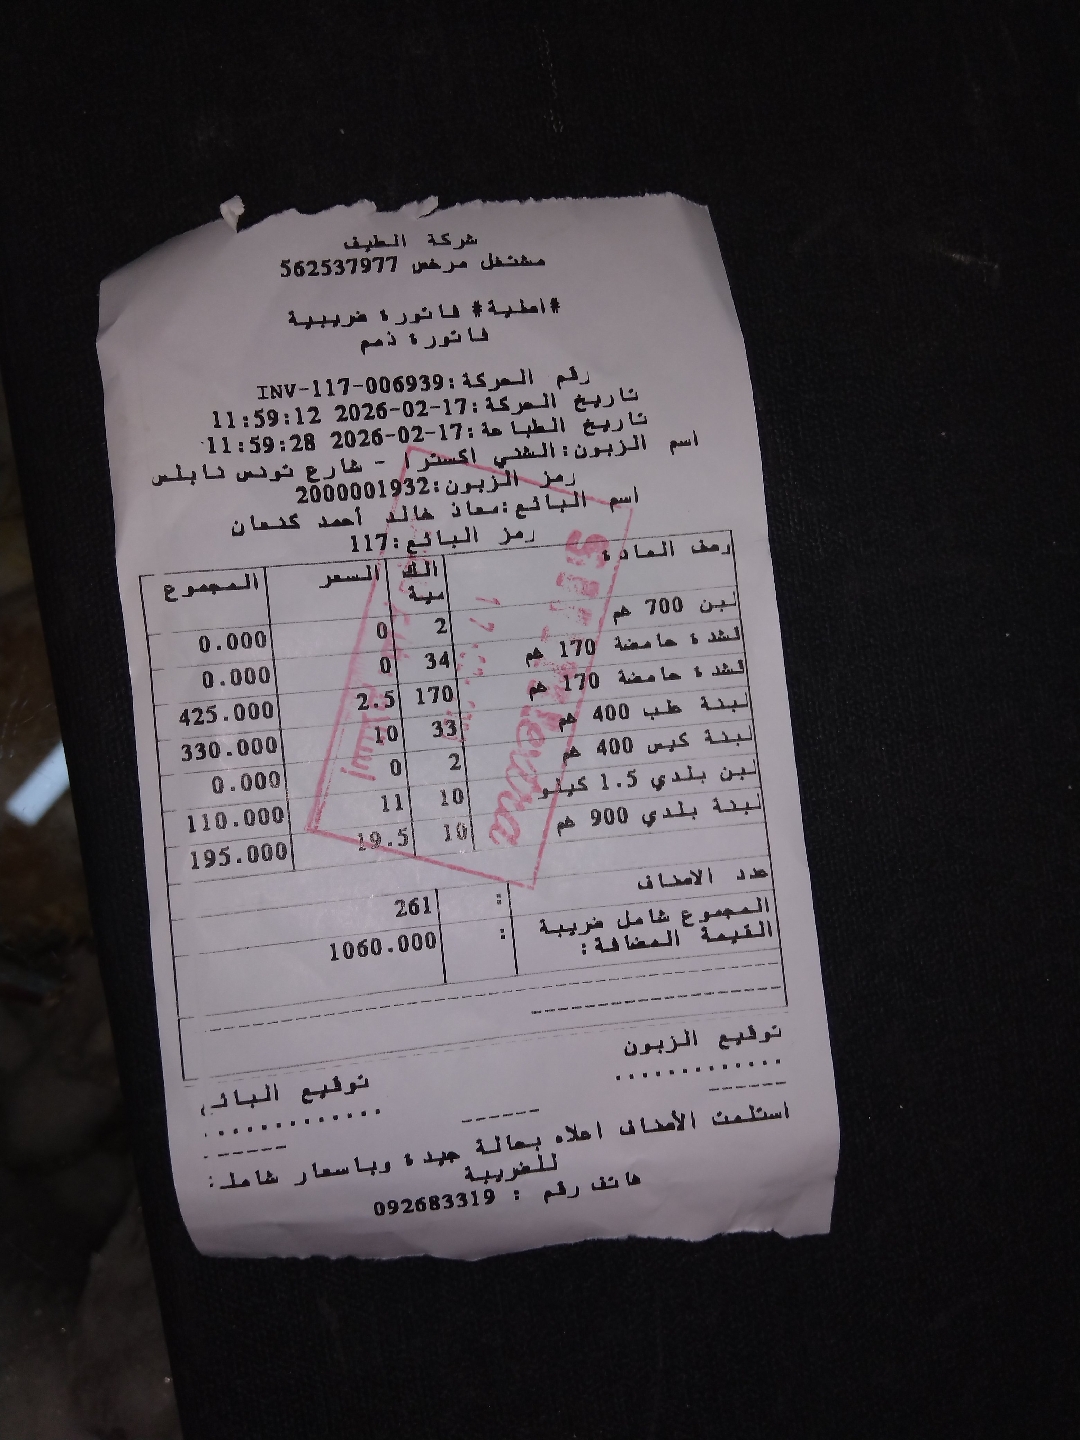 شركة الطيف
مشتغل مرخص 562537977
#أصلية# فاتورة ضريبية
فاتورة ذمم
رقم الحركة:INV-117-006939
تاريخ الحركة:17-02-2026 11:59:12
تاريخ الطباعة:17-02-2026 11:59:28
اسم الزبون:الشني اكسترا - شارع تونس نابلس
رمز الزبون:2000001932
اسم البائع:معاذ خالد أحمد كنعان
رمز البائع:117
وصف المادة الكمية السعر المجموع
لبن 700 غم 2 0 0.000
قشدة حامضة 170 غم 34 0 0.000
قشدة حامضة 170 غم 170 2.5 425.000
لبنة علب 400 غم 33 10 330.000
لبنة كيس 400 غم 2 0 0.000
لبن بلدي 1.5 كيلو 10 11 110.000
لبنة بلدي 900 غم 10 19.5 195.000
عدد الأصناف : 261
المجموع شامل ضريبة : 1060.000
القيمة المضافة:
توقيع الزبون
.............
توقيع البائـ
............
استلمت الأصناف اعلاه بحالة جيدة وباسعار شاملـ
للضريبة
هاتف رقم : 092683319